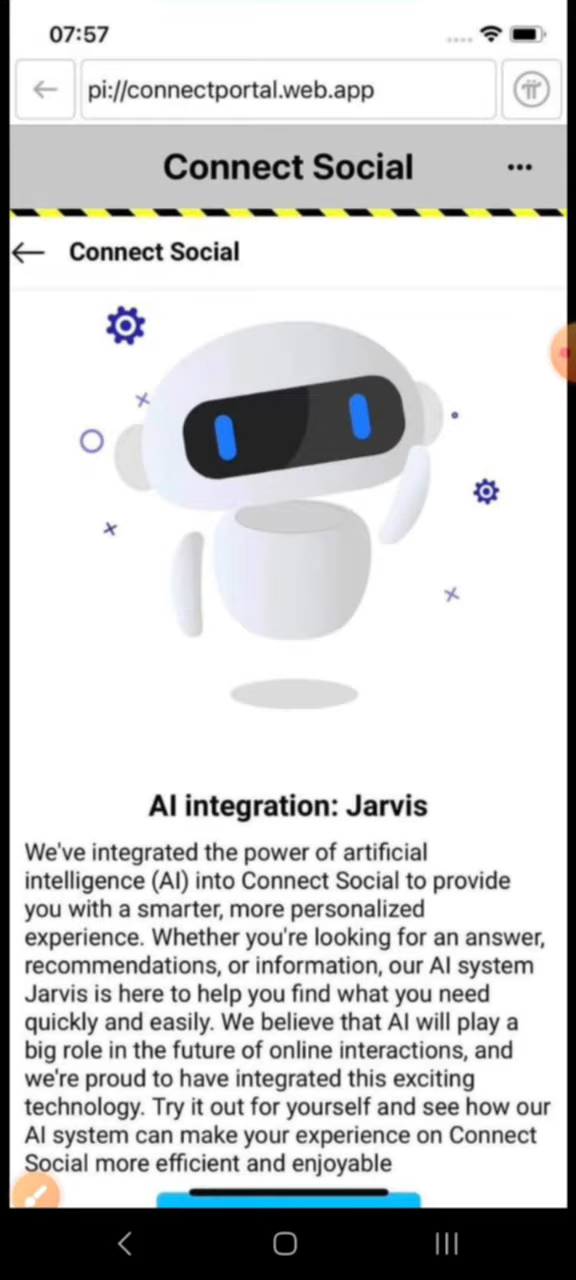 07:57
pi://connectportal.web.app
Connect Social
Connect Social
AI integration: Jarvis
We've integrated the power of artificial
intelligence (AI) into Connect Social to provide
you with a smarter, more personalized
experience. Whether you're looking for an answer,
recommendations, or information, our AI system
Jarvis is here to help you find what you need
quickly and easily. We believe that AI will play a
big role in the future of online interactions, and
we're proud to have integrated this exciting
technology. Try it out for yourself and see how our
AI system can make your experience on Connect
Social more efficient and enjoyable